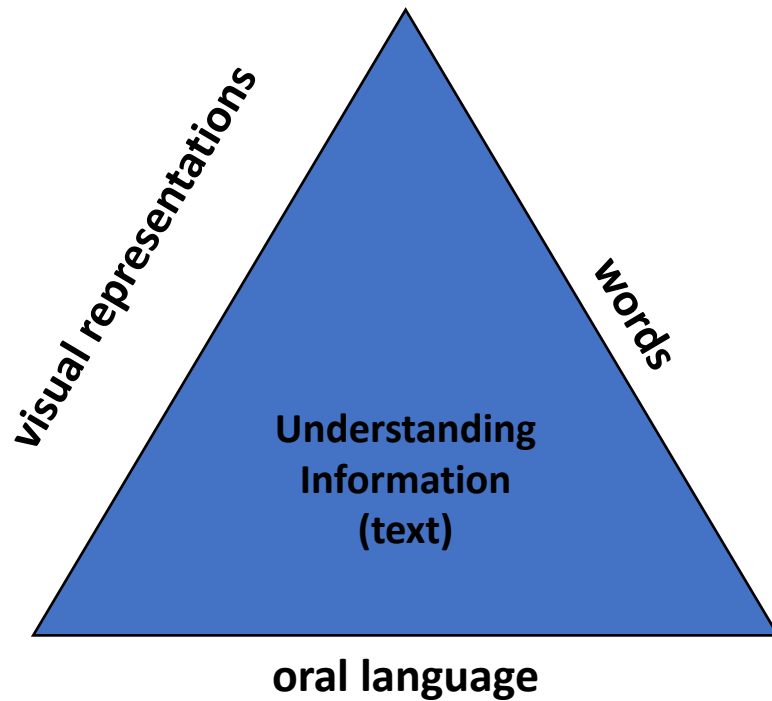 visual representations
words
Understanding
Information
(text)
oral language